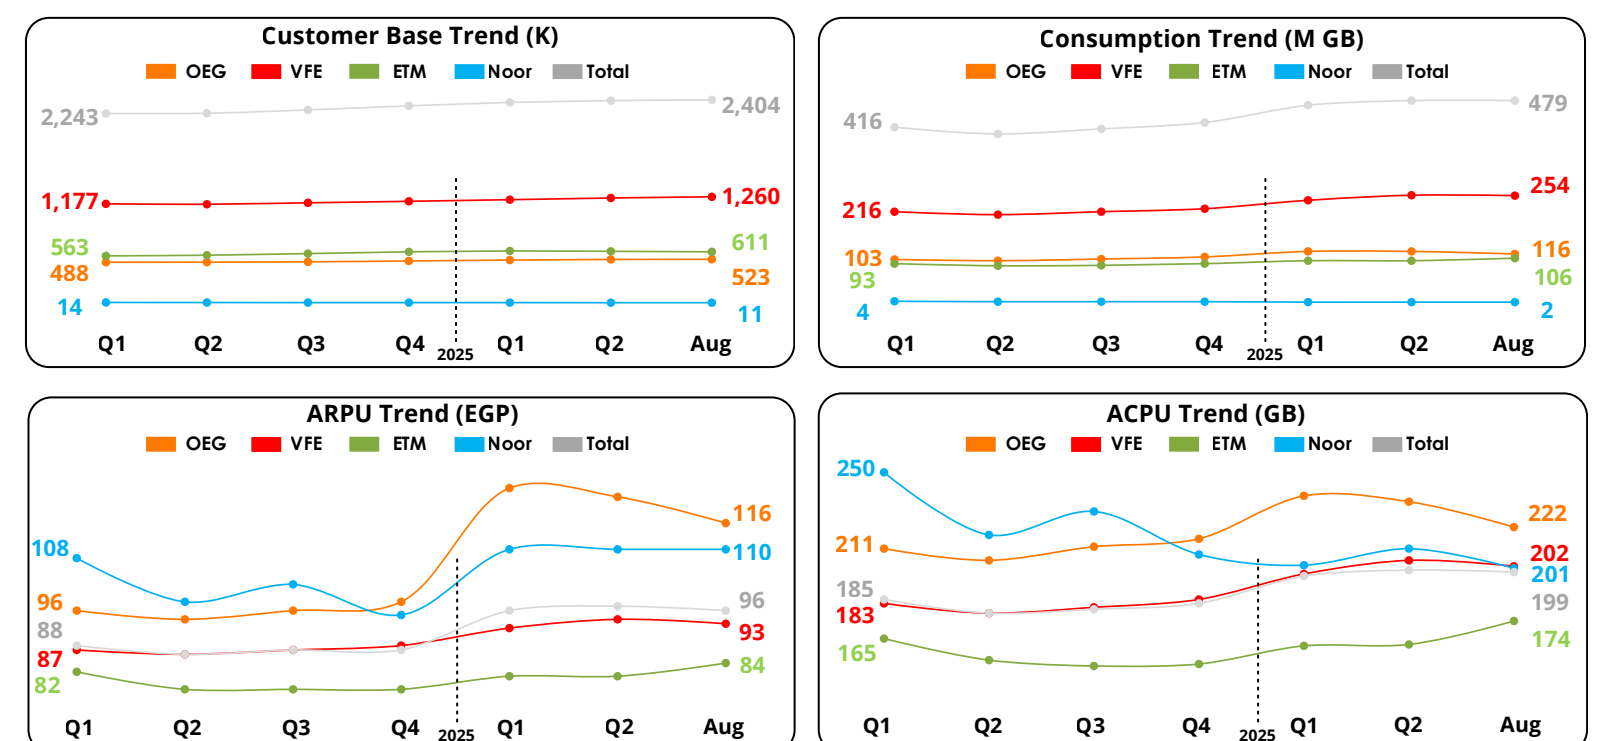 Customer Base Trend (K)
OEG VFE ETM Noor Total
2,243 2,404
1,177 1,260
563 611
488 523
14 11
Q1 Q2 Q3 Q4 2025 Q1 Q2 Aug
Consumption Trend (M GB)
OEG VFE ETM Noor Total
416 479
216 254
103 116
93 106
4 2
Q1 Q2 Q3 Q4 2025 Q1 Q2 Aug
ARPU Trend (EGP)
OEG VFE ETM Noor Total
108 116
96 110
88 96
87 93
82 84
Q1 Q2 Q3 Q4 2025 Q1 Q2 Aug
ACPU Trend (GB)
OEG VFE ETM Noor Total
250 222
211 202
185 201
183 199
165 174
Q1 Q2 Q3 Q4 2025 Q1 Q2 Aug